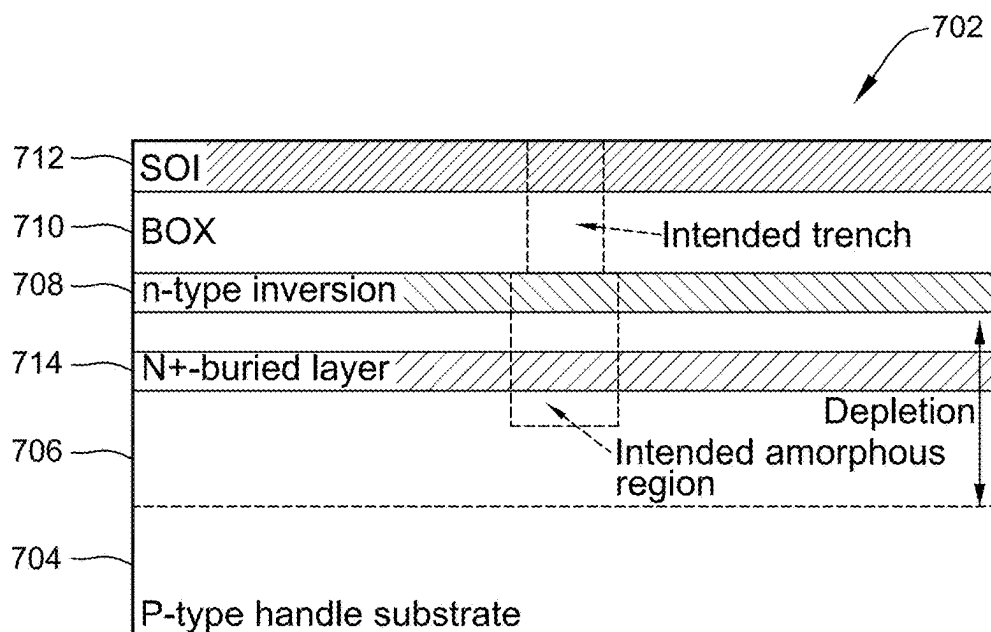 702
712
SOI
710
BOX
Intended trench
708
n-type inversion
714
N+-buried layer
Depletion
706
Intended amorphous
region
704
P-type handle substrate